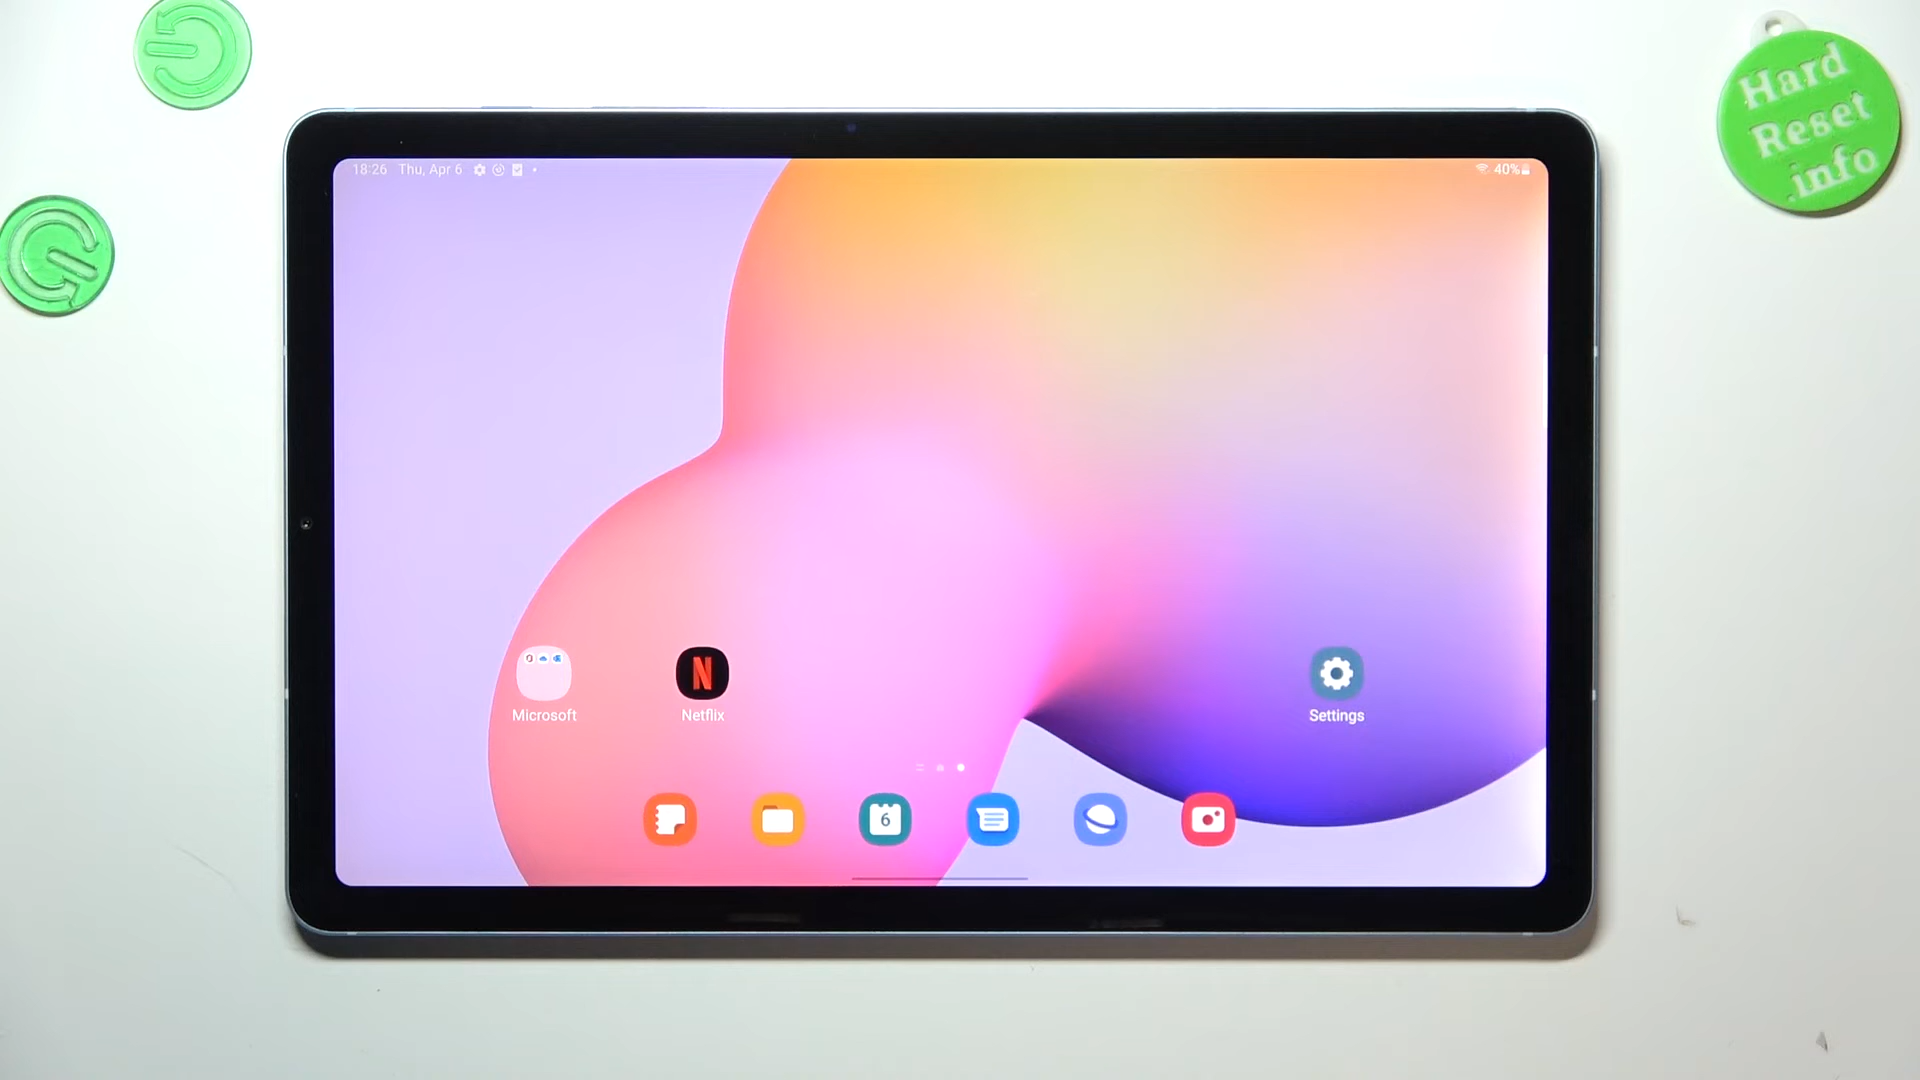 Hard
Reset
.info
18:26 Thu, Apr 6
40%
N
Microsoft
Netflix
Settings
6